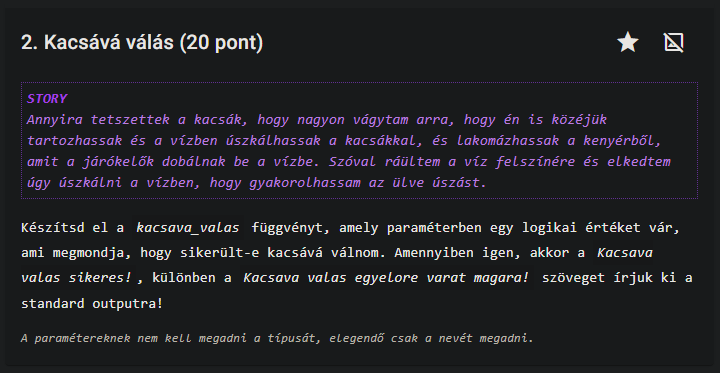 2. Kacsává válás (20 pont)
STORY
Annyira tetszettek a kacsák, hogy nagyon vágytam arra, hogy én is közéjük
tartozhassak és a vízben úszkálhassak a kacsákkal, és lakomázhassak a kenyérből,
amit a járókelők dobálnak be a vízbe. Szóval ráültem a víz felszínére és elkedtem
úgy úszkálni a vízben, hogy gyakorolhassam az ülve úszást.
Készítsd el a kacsava_valas függvényt, amely paraméterben egy logikai értéket vár,
ami megmondja, hogy sikerült-e kacsává válnom. Amennyiben igen, akkor a Kacsava
valas sikeres!, különben a Kacsava valas egyelore varat magara! szöveget írjuk ki a
standard outputra!
A paramétereknek nem kell megadni a típusát, elegendő csak a nevét megadni.